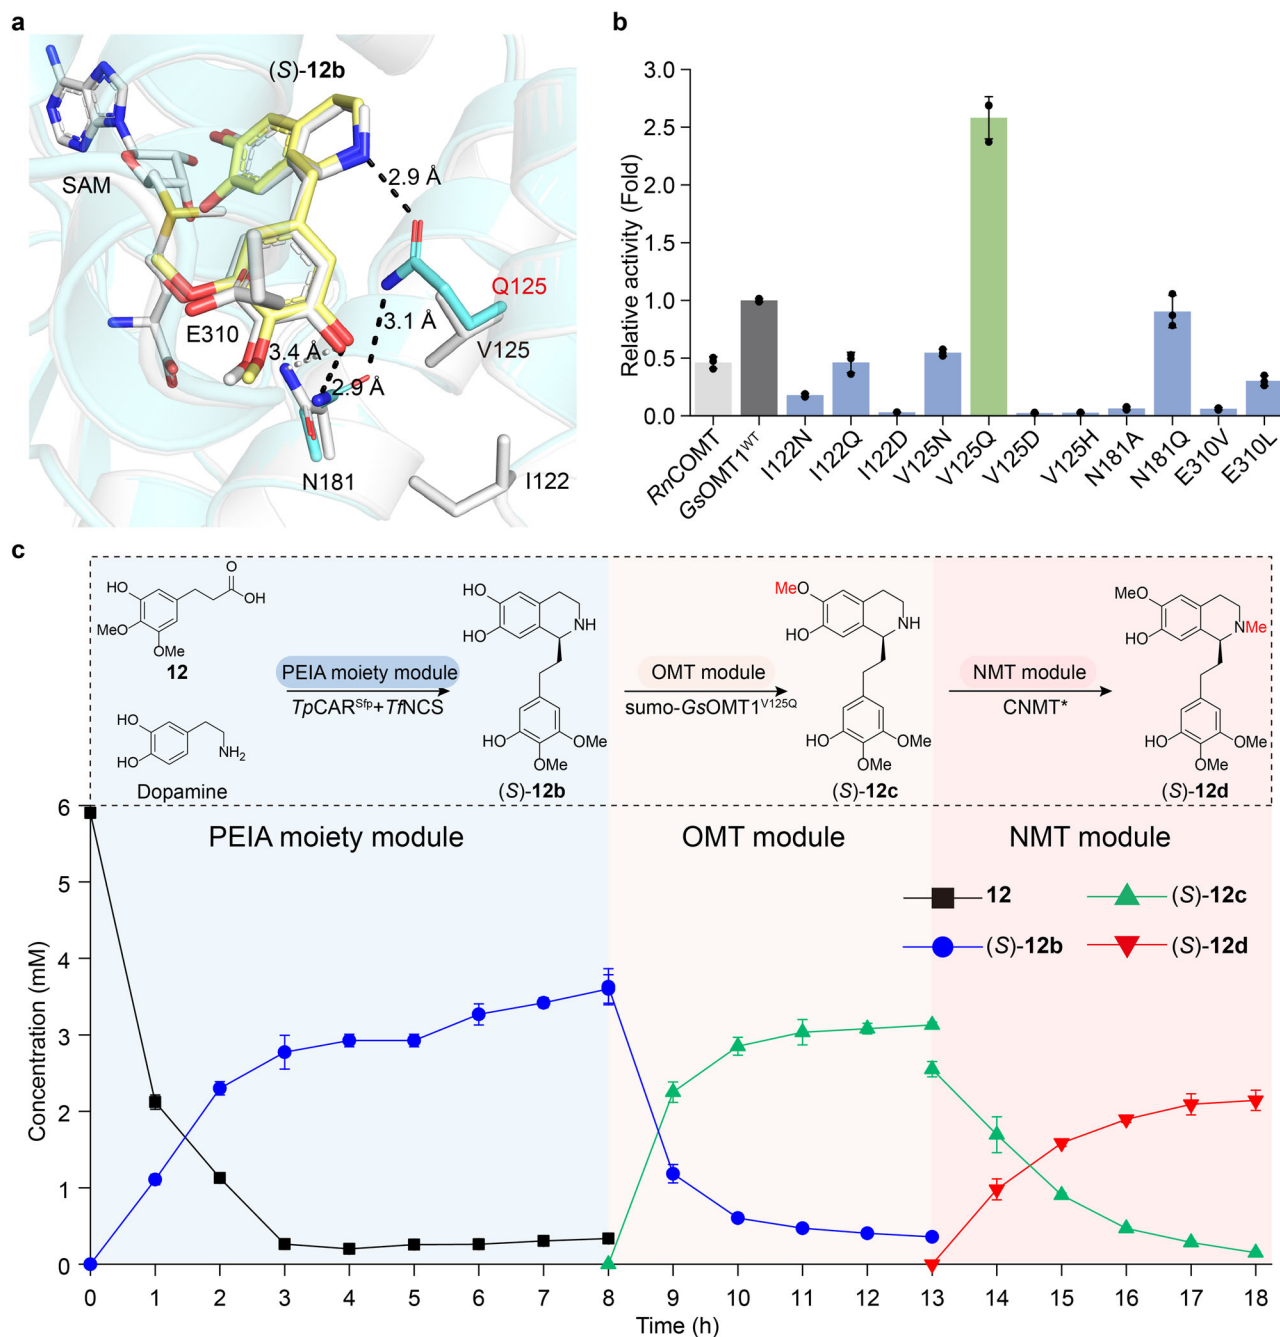 a
(S)-12b
SAM
2.9 Å
Q125
3.1 Å
E310
V125
3.4 Å
2.9 Å
N181
I122
b
3.0
2.5
2.0
1.5
1.0
0.5
0.0
Relative activity (Fold)
RnCOMT
GsOMT1WT
I122N
I122Q
I122D
V125N
V125Q
V125D
V125H
N181A
N181Q
E310V
E310L
c
HO
O
OH
MeO
OMe
12
HO
HO
NH2
Dopamine
PEIA moiety module
TpCARSfp+TfNCS
HO
HO
NH
HO
OMe
OMe
(S)-12b
OMT module
sumo-GsOMT1V125Q
MeO
HO
NH
HO
OMe
OMe
(S)-12c
NMT module
CNMT*
MeO
HO
NMe
HO
OMe
OMe
(S)-12d
PEIA moiety module
OMT module
NMT module
12
(S)-12c
(S)-12b
(S)-12d
6
5
4
3
2
1
0
Concentration (mM)
0 1 2 3 4 5 6 7 8 9 10 11 12 13 14 15 16 17 18
Time (h)